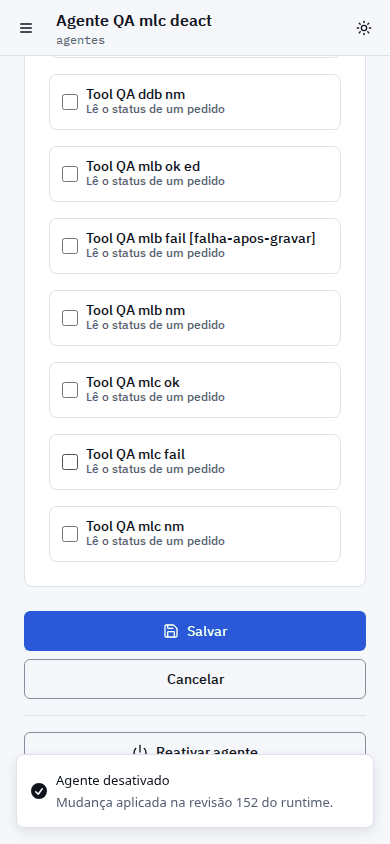 Agente QA mlc deact
agentes
Tool QA ddb nm
Lê o status de um pedido
Tool QA mlb ok ed
Lê o status de um pedido
Tool QA mlb fail [falha-apos-gravar]
Lê o status de um pedido
Tool QA mlb nm
Lê o status de um pedido
Tool QA mlc ok
Lê o status de um pedido
Tool QA mlc fail
Lê o status de um pedido
Tool QA mlc nm
Lê o status de um pedido
Salvar
Cancelar
Reativar agente
Agente desativado
Mudança aplicada na revisão 152 do runtime.